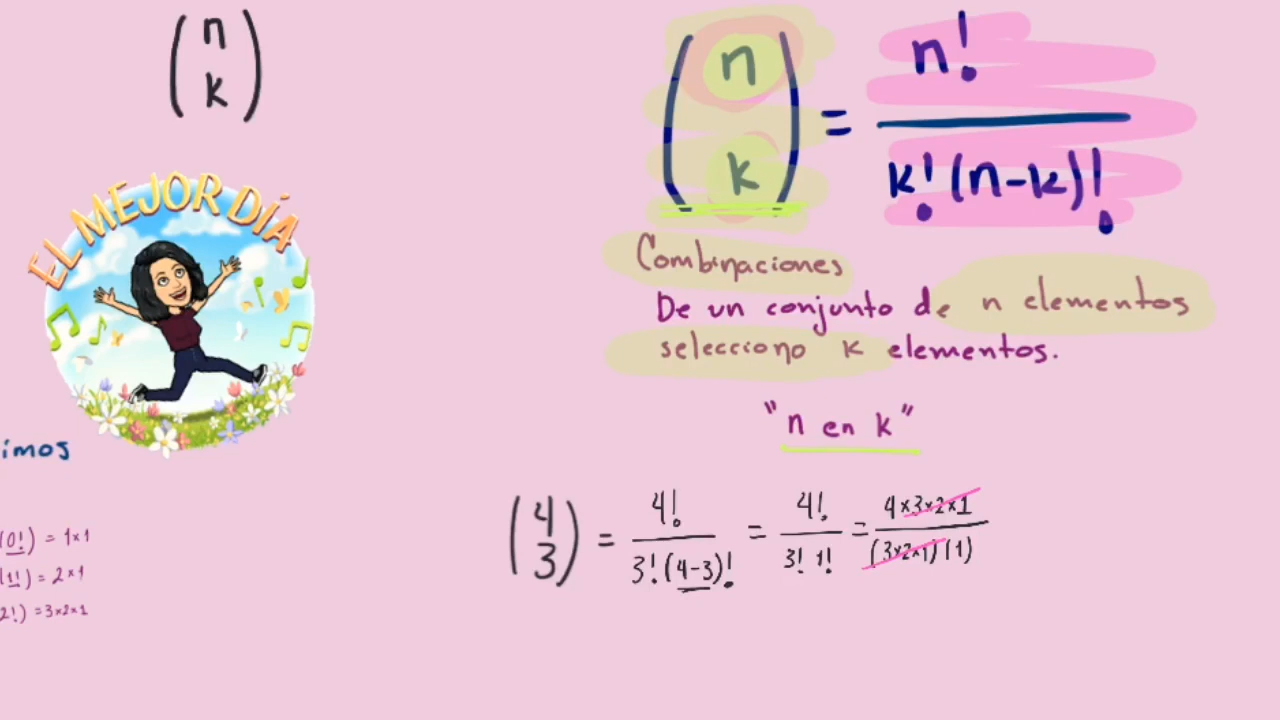 (n
k)
(n
k) = n!
k!(n-k)!
EL MEJOR DÍA
Combinaciones
De un conjunto de n elementos
selecciono k elementos.
"n en k"
imos
(0!) = 1×1
(1!) = 2×1
2!) = 3×2×1
(4
3) = 4! / 3!(4-3)! = 4! / 3! 1! = 4×3×2×1 / (3×2×1)(1)